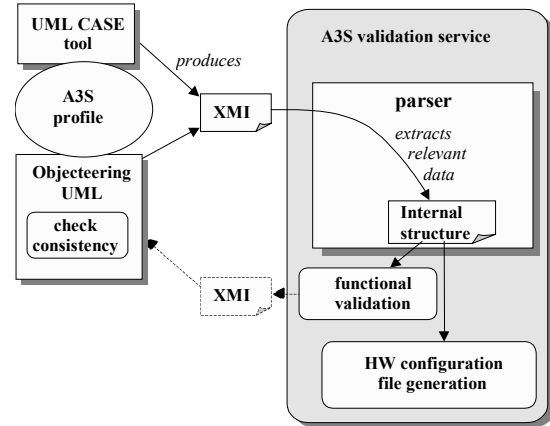 UML CASE
tool
A3S
profile
Objecteering
UML
check
consistency
produces
XMI
XMI
A3S validation service
parser
extracts
relevant
data
Internal
structure
functional
validation
HW configuration
file generation